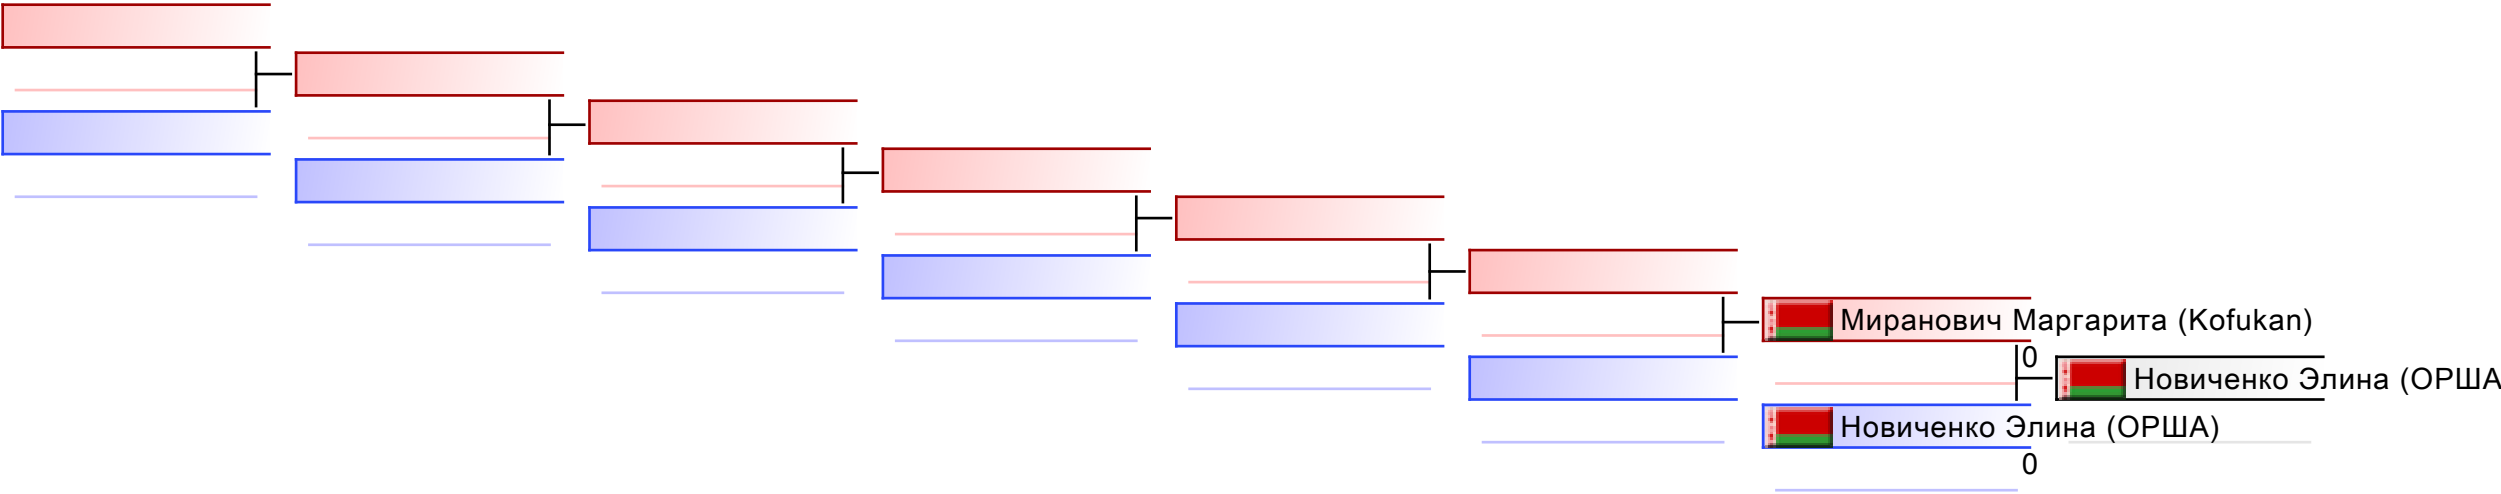 Миранович Маргарита (Kofukan)
0
Новиченко Элина (ОРША
Новиченко Элина (ОРША)
0